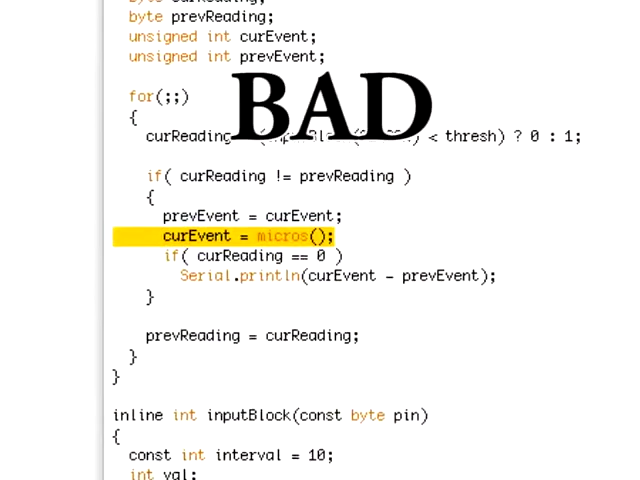 byte prevReading;
unsigned int curEvent;
unsigned int prevEvent;
for(;;)
BAD
{
curReading < thresh) ? 0 : 1;
if( curReading != prevReading )
{
prevEvent = curEvent;
curEvent = micros();
if( curReading == 0 )
Serial.println(curEvent - prevEvent);
}
prevReading = curReading;
}
}
inline int inputBlock(const byte pin)
{
const int interval = 10;
int val;